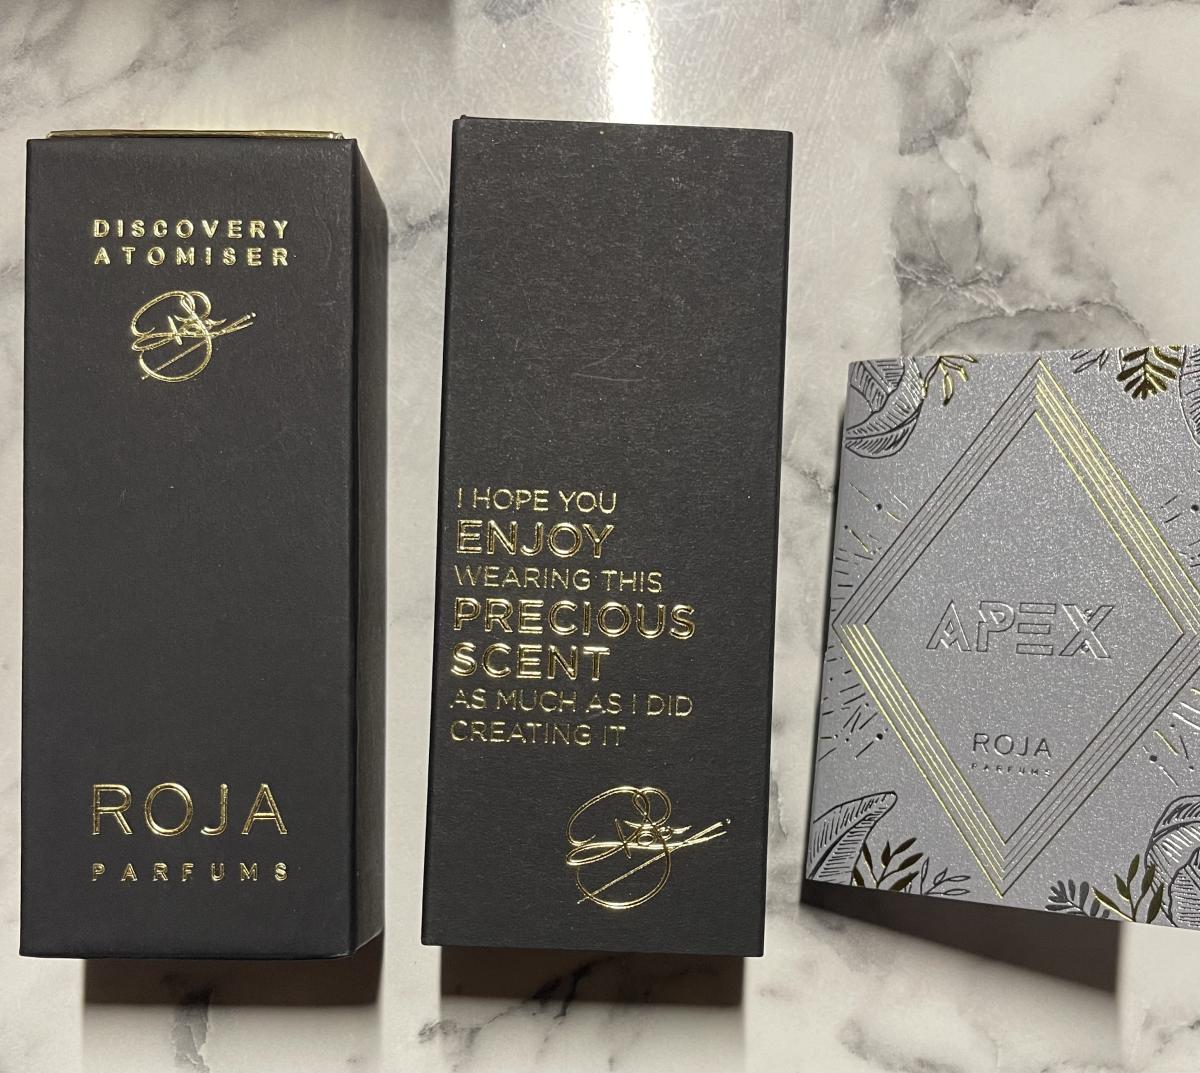 DISCOVERY
ATOMISER
ROJA
PARFUMS
I HOPE YOU
ENJOY
WEARING THIS
PRECIOUS
SCENT
AS MUCH AS I DID
CREATING IT
APEX
ROJA
PARFUMS